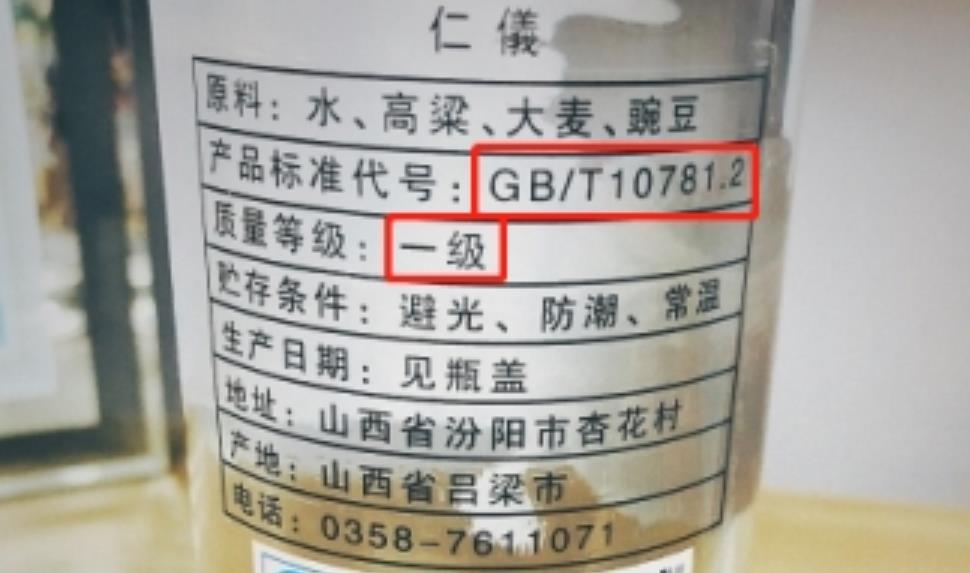 仁儀
原料：水、高粱、大麦、豌豆
产品标准代号：GB/T10781.2
质量等级：一级
贮存条件：避光、防潮、常温
生产日期：见瓶盖
地址：山西省汾阳市杏花村
产地：山西省吕梁市
电话：0358-7611071